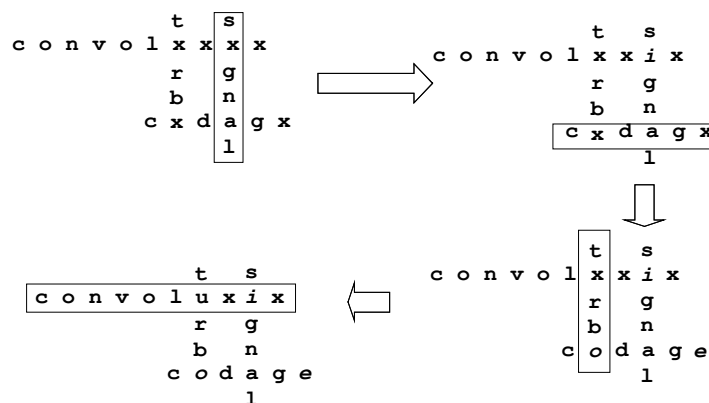 t s
c o n v o l x x x x
r g
b n
c x d a g x
l
t s
c o n v o l x x i x
r g
b n
c x d a g x
l
t s
c o n v o l x x i x
r g
b n
c o d a g e
l
t s
c o n v o l u x i x
r g
b n
c o d a g e
l